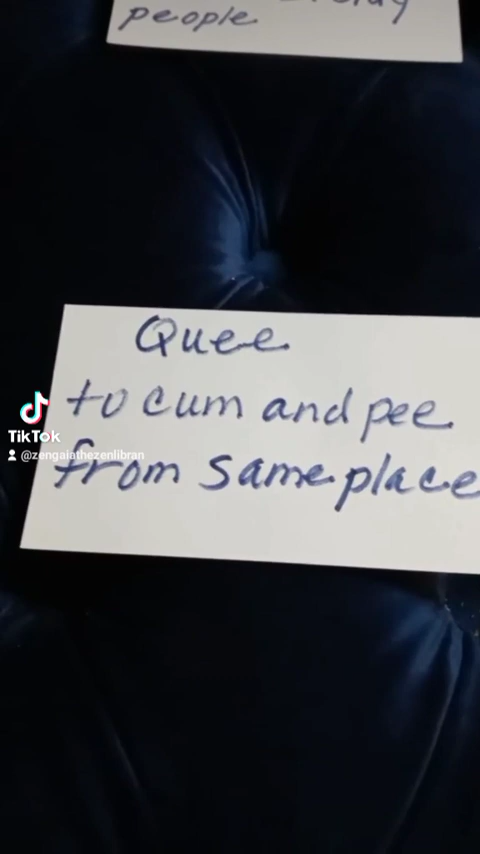 people
Quee
to cum and pee
from same place
TikTok
@zengaiathezenlibran